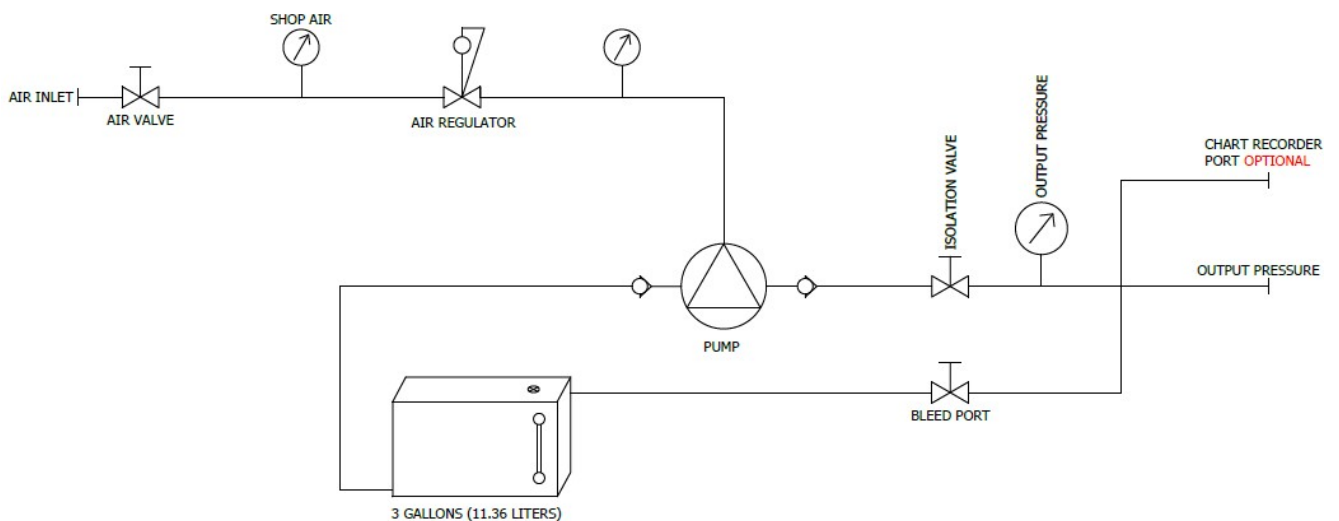 SHOP AIR
AIR INLET
AIR VALVE
AIR REGULATOR
ISOLATION VALVE
OUTPUT PRESSURE
CHART RECORDER
PORT OPTIONAL
OUTPUT PRESSURE
PUMP
BLEED PORT
3 GALLONS (11.36 LITERS)